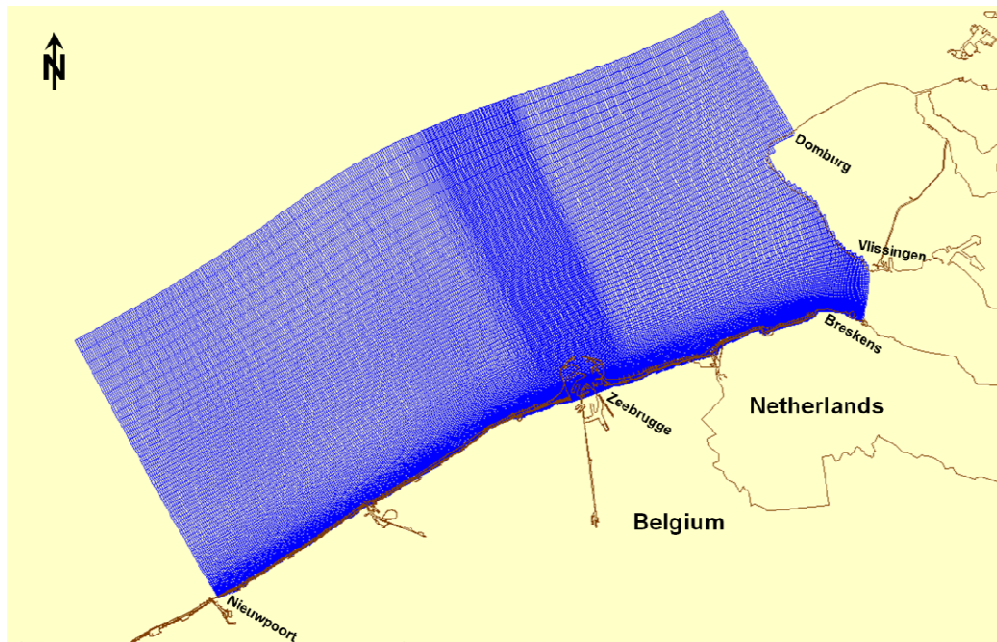 N
Domburg
Vlissingen
Breskens
Netherlands
Zeebrugge
Belgium
Nieuwpoort